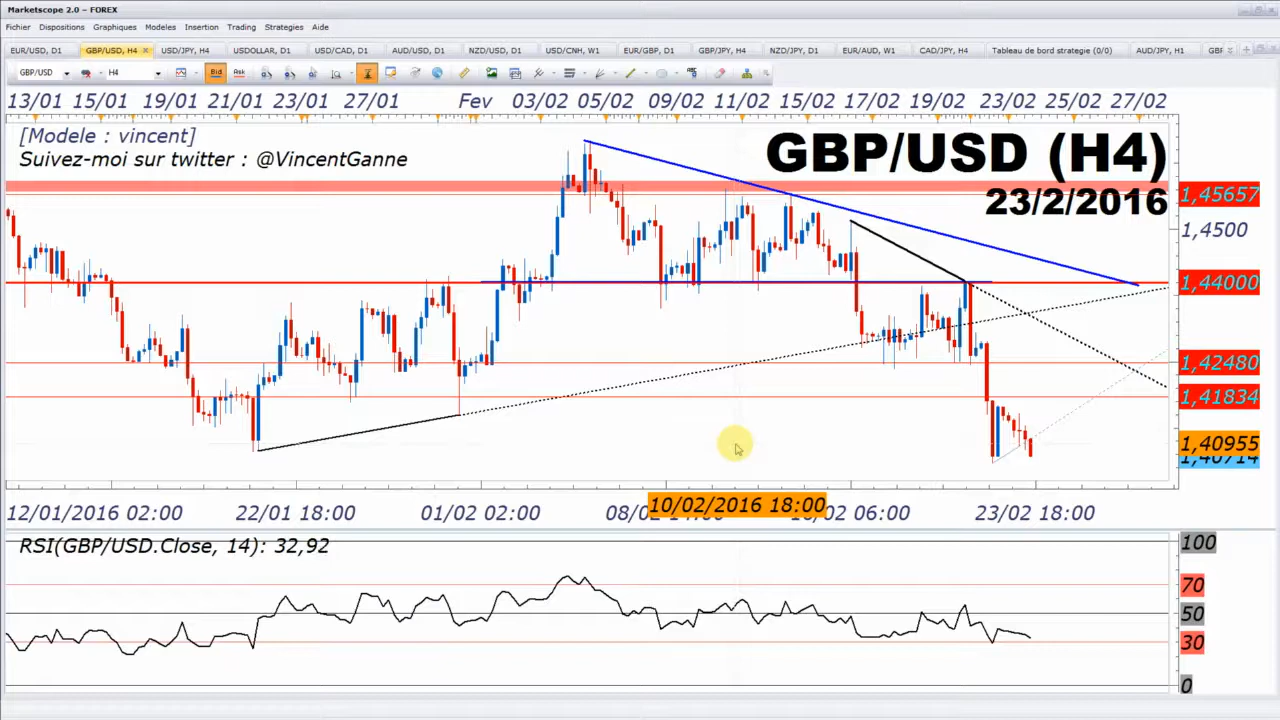 Marketscope 2.0 – FOREX
Fichier Dispositions Graphiques Modeles Insertion Trading Strategies Aide
EUR/USD, D1 GBP/USD, H4 USD/JPY, H4 USDOLLAR, D1 USD/CAD, D1 AUD/USD, D1 NZD/USD, D1 USD/CNH, W1 EUR/GBP, D1 GBP/JPY, H4 NZD/JPY, D1 EUR/AUD, W1 CAD/JPY, H4 Tableau de bord strategie (0/0) AUD/JPY, H1 GBF
GBP/USD H4 Bid Ask
13/01 15/01 19/01 21/01 23/01 27/01 Fev 03/02 05/02 09/02 11/02 15/02 17/02 19/02 23/02 25/02 27/02
[Modele : vincent]
Suivez-moi sur twitter : @VincentGanne
GBP/USD (H4)
23/2/2016
1,45657
1,4500
1,44000
1,42480
1,41834
1,40955
1,40714
12/01/2016 02:00 22/01 18:00 01/02 02:00 10/02/2016 18:00 06:00 23/02 18:00
RSI(GBP/USD.Close, 14): 32,92
100
70
50
30
0